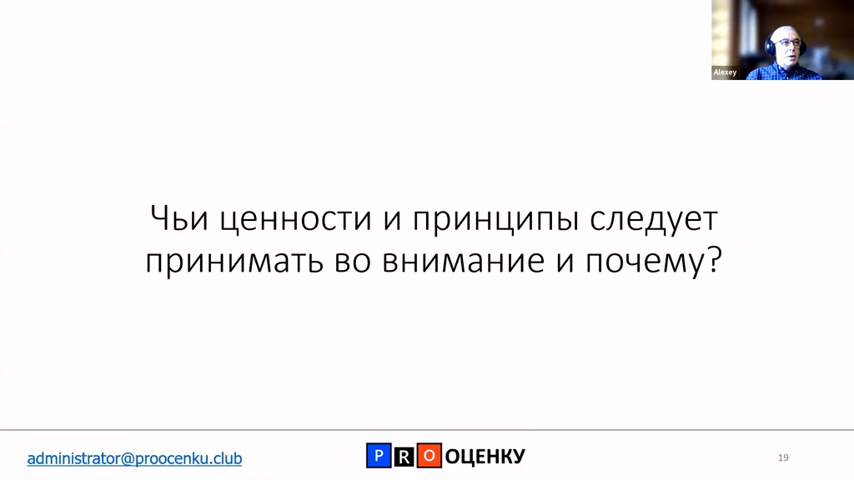 Alexey
Чьи ценности и принципы следует
принимать во внимание и почему?
administrator@proocenku.club
PRO ОЦЕНКУ
19